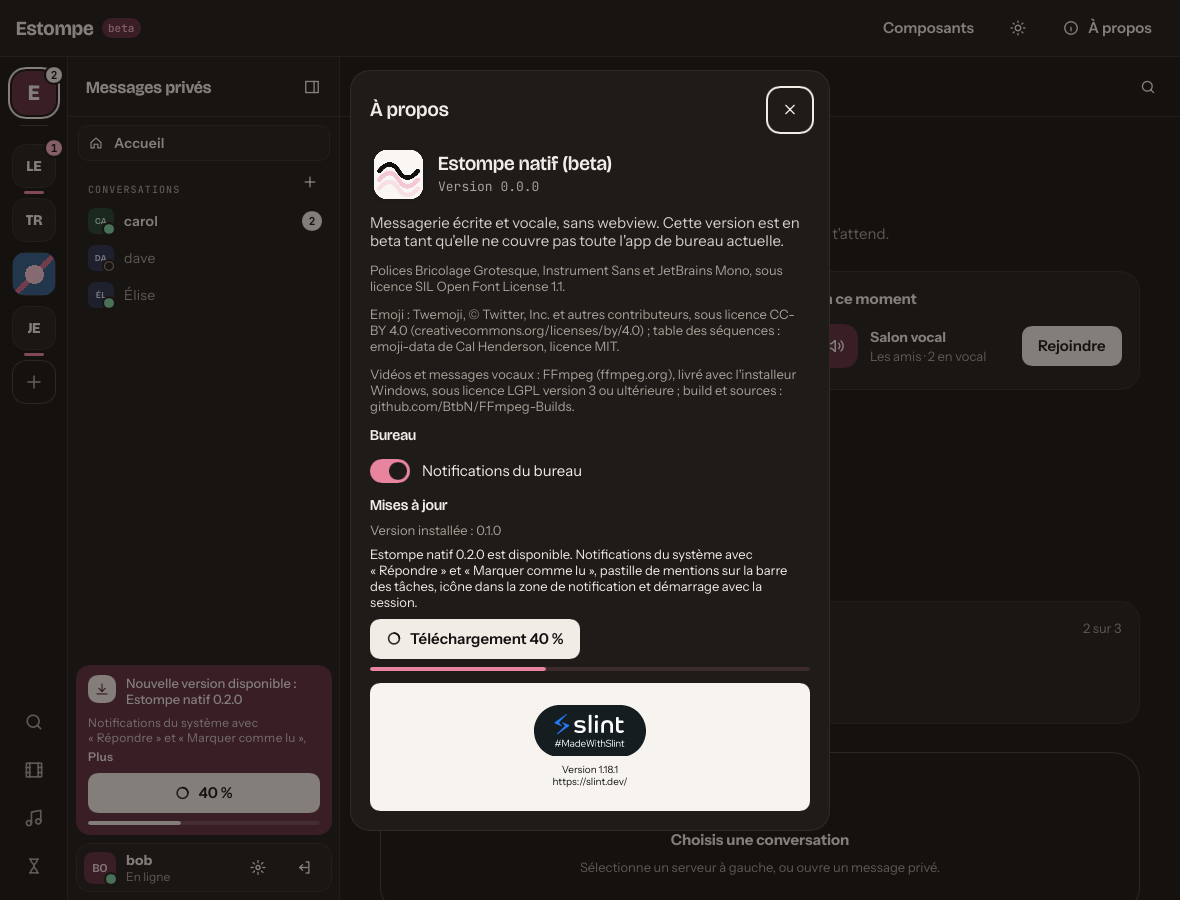 Estompe beta
Composants
À propos
E
2
LE
1
TR
JE
Messages privés
Accueil
CONVERSATIONS
CA
carol
2
DA
dave
ÉL
Élise
Nouvelle version disponible :
Estompe natif 0.2.0
Notifications du système avec
« Répondre » et « Marquer comme lu »,
Plus
40 %
BO
bob
En ligne
À propos
Estompe natif (beta)
Version 0.0.0
Messagerie écrite et vocale, sans webview. Cette version est en
beta tant qu'elle ne couvre pas toute l'app de bureau actuelle.
Polices Bricolage Grotesque, Instrument Sans et JetBrains Mono, sous
licence SIL Open Font License 1.1.
Emoji : Twemoji, © Twitter, Inc. et autres contributeurs, sous licence CC-
BY 4.0 (creativecommons.org/licenses/by/4.0) ; table des séquences :
emoji-data de Cal Henderson, licence MIT.
Vidéos et messages vocaux : FFmpeg (ffmpeg.org), livré avec l'installeur
Windows, sous licence LGPL version 3 ou ultérieure ; build et sources :
github.com/BtbN/FFmpeg-Builds.
Bureau
Notifications du bureau
Mises à jour
Version installée : 0.1.0
Estompe natif 0.2.0 est disponible. Notifications du système avec
« Répondre » et « Marquer comme lu », pastille de mentions sur la barre
des tâches, icône dans la zone de notification et démarrage avec la
session.
Téléchargement 40 %
slint
#MadeWithSlint
Version 1.18.1
https://slint.dev/
t'attend.
ce moment
Salon vocal
Les amis · 2 en vocal
Rejoindre
2 sur 3
Choisis une conversation
Sélectionne un serveur à gauche, ou ouvre un message privé.